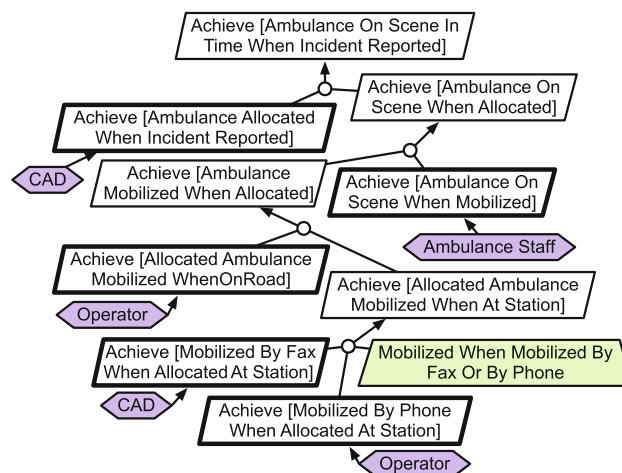 Achieve [Ambulance On Scene In
Time When Incident Reported]
Achieve [Ambulance On
Scene When Allocated]
Achieve [Ambulance Allocated
When Incident Reported]
CAD
Achieve [Ambulance
Mobilized When Allocated]
Achieve [Ambulance On
Scene When Mobilized]
Ambulance Staff
Achieve [Allocated Ambulance
Mobilized WhenOnRoad]
Operator
Achieve [Allocated Ambulance
Mobilized When At Station]
Achieve [Mobilized By Fax
When Allocated At Station]
Mobilized When Mobilized By
Fax Or By Phone
CAD
Achieve [Mobilized By Phone
When Allocated At Station]
Operator